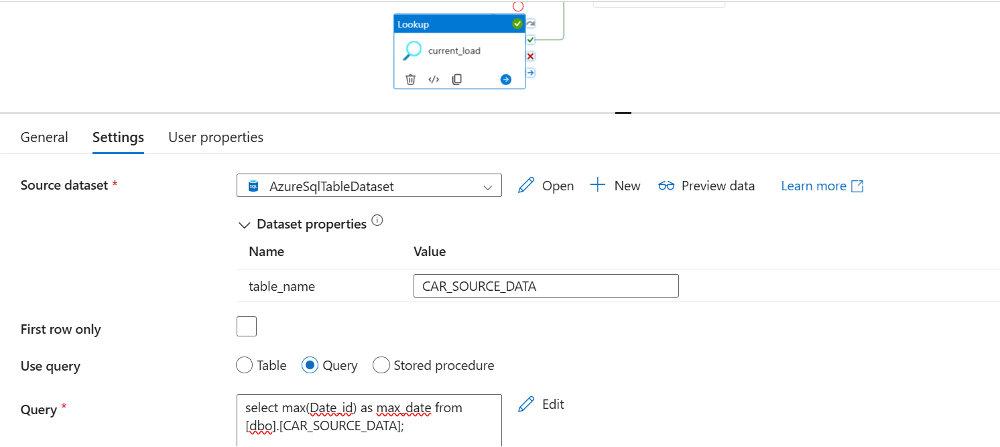 Lookup
current_load
General Settings User properties
Source dataset *
AzureSqlTableDataset
Open New Preview data Learn more
Dataset properties
Name Value
table_name CAR_SOURCE_DATA
First row only
Use query Table Query Stored procedure
Query *
select max(Date_id) as max_date from
[dbo].[CAR_SOURCE_DATA];
Edit